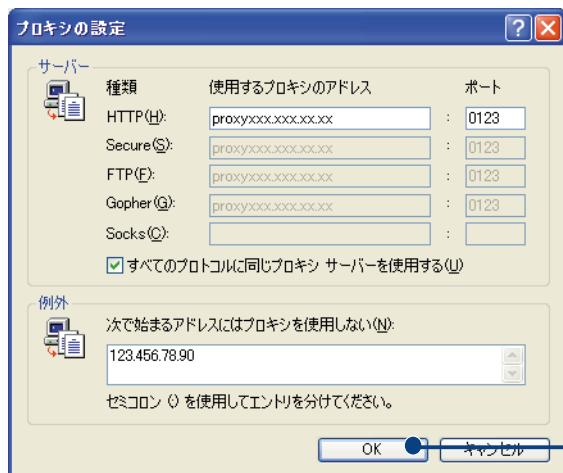 プロキシの設定
サーバー
種類 使用するプロキシのアドレス ポート
HTTP(H): proxyxxx.xxx.xx.xx : 0123
Secure(S): proxyxxx.xxx.xx.xx : 0123
FTP(F): proxyxxx.xxx.xx.xx : 0123
Gopher(G): proxyxxx.xxx.xx.xx : 0123
Socks(C): :
すべてのプロトコルに同じプロキシ サーバーを使用する(U)
例外
次で始まるアドレスにはプロキシを使用しない(N):
123.456.78.90
セミコロン (;) を使用してエントリを分けてください。
OK キャンセル